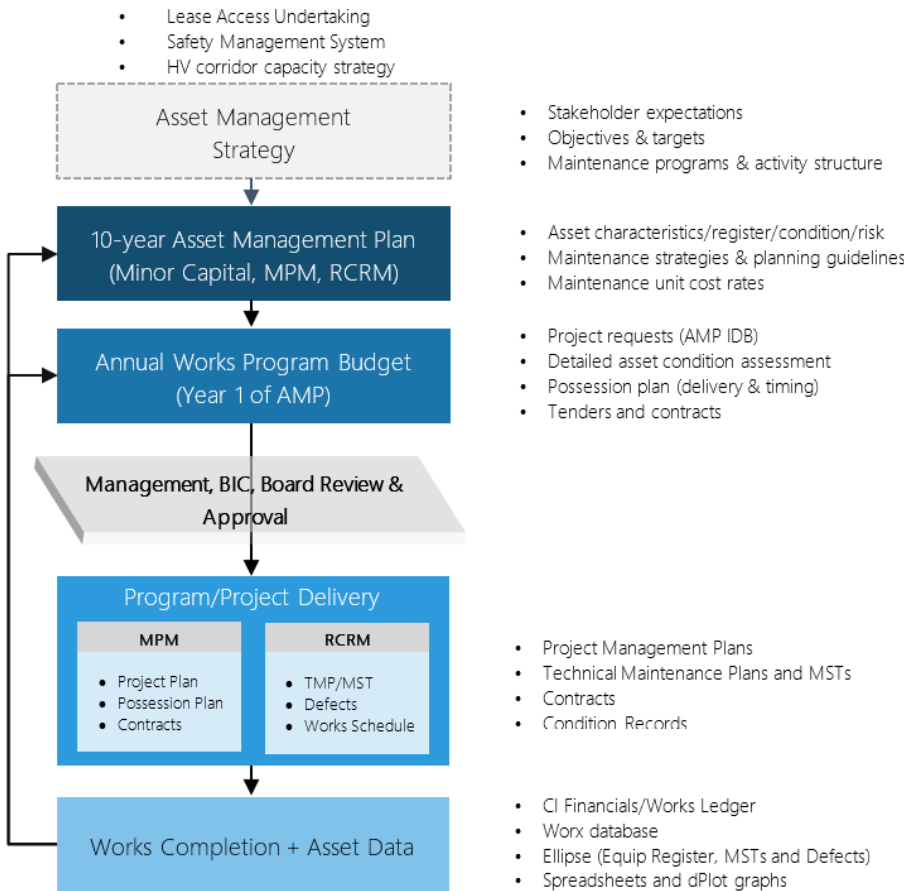 • Lease Access Undertaking
• Safety Management System
• HV corridor capacity strategy
Asset Management
Strategy
• Stakeholder expectations
• Objectives & targets
• Maintenance programs & activity structure
10-year Asset Management Plan
(Minor Capital, MPM, RCRM)
• Asset characteristics/register/condition/risk
• Maintenance strategies & planning guidelines
• Maintenance unit cost rates
Annual Works Program Budget
(Year 1 of AMP)
• Project requests (AMP IDB)
• Detailed asset condition assessment
• Possession plan (delivery & timing)
• Tenders and contracts
Management, BIC, Board Review &
Approval
Program/Project Delivery
MPM
• Project Plan
• Possession Plan
• Contracts
RCRM
• TMP/MST
• Defects
• Works Schedule
• Project Management Plans
• Technical Maintenance Plans and MSTs
• Contracts
• Condition Records
Works Completion + Asset Data
• CI Financials/Works Ledger
• Worx database
• Ellipse (Equip Register, MSTs and Defects)
• Spreadsheets and dPlot graphs